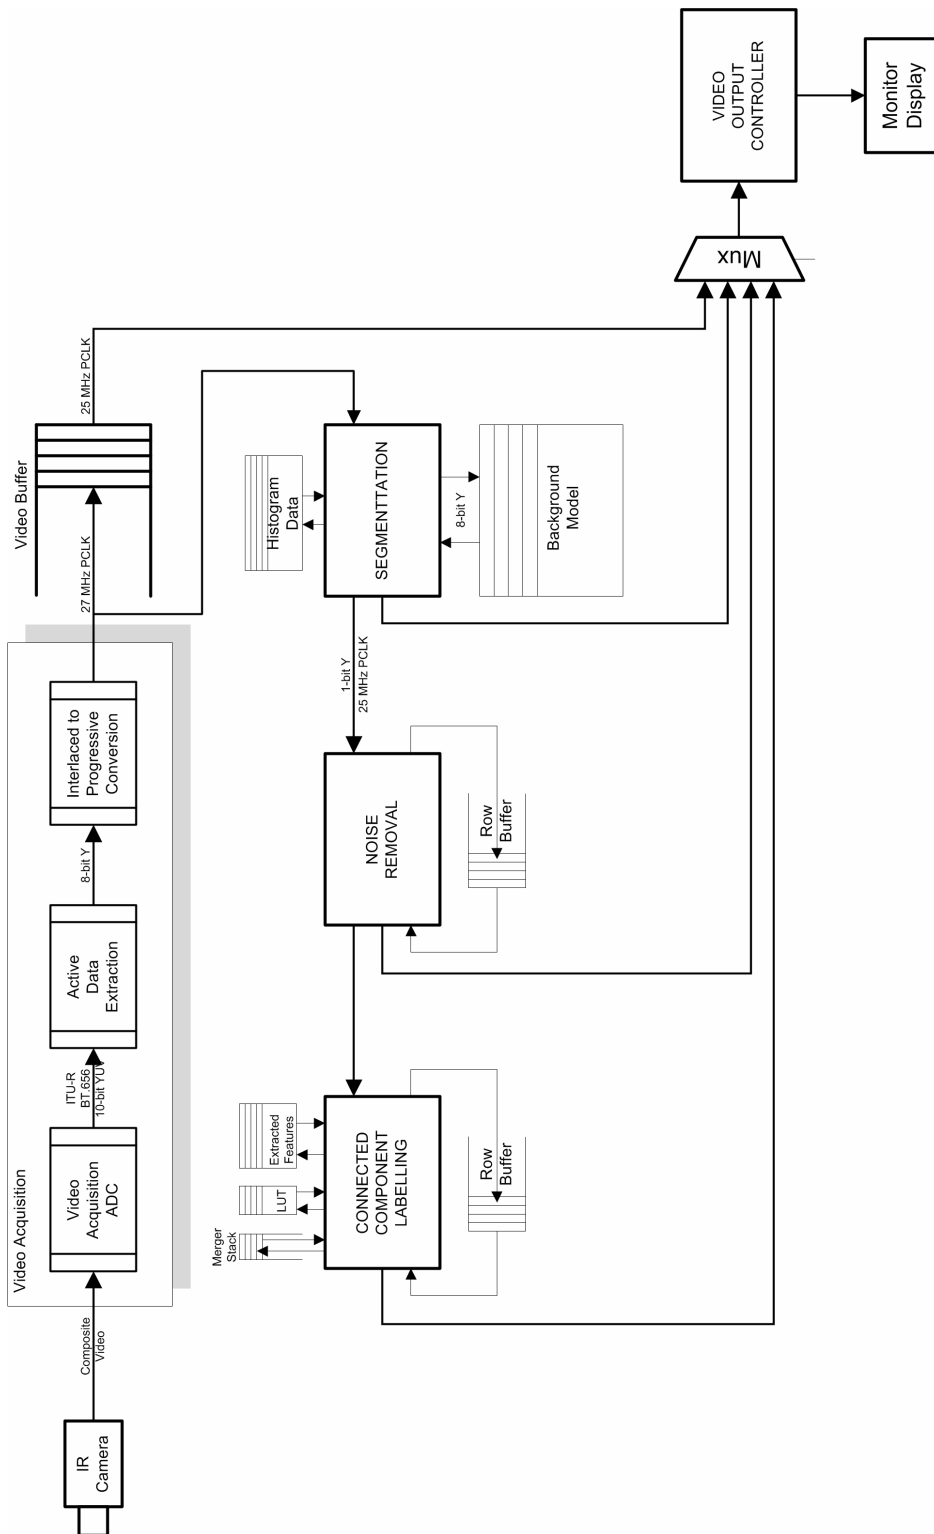 IR
Camera
Composite
Video
Video Acquisition
Video
Acquisition
ADC
ITU-R
BT.656
10-bit YUV
Active
Data
Extraction
8-bit Y
Interlaced to
Progressive
Conversion
27 MHz PCLK
Video Buffer
25 MHz PCLK
Merger
Stack
LUT
Extracted
Features
CONNECTED
COMPONENT
LABELLING
Row
Buffer
NOISE
REMOVAL
Row
Buffer
1-bit Y
25 MHz PCLK
Histogram
Data
SEGMENTTATION
8-bit Y
Background
Model
Mux
VIDEO
OUTPUT
CONTROLLER
Monitor
Display